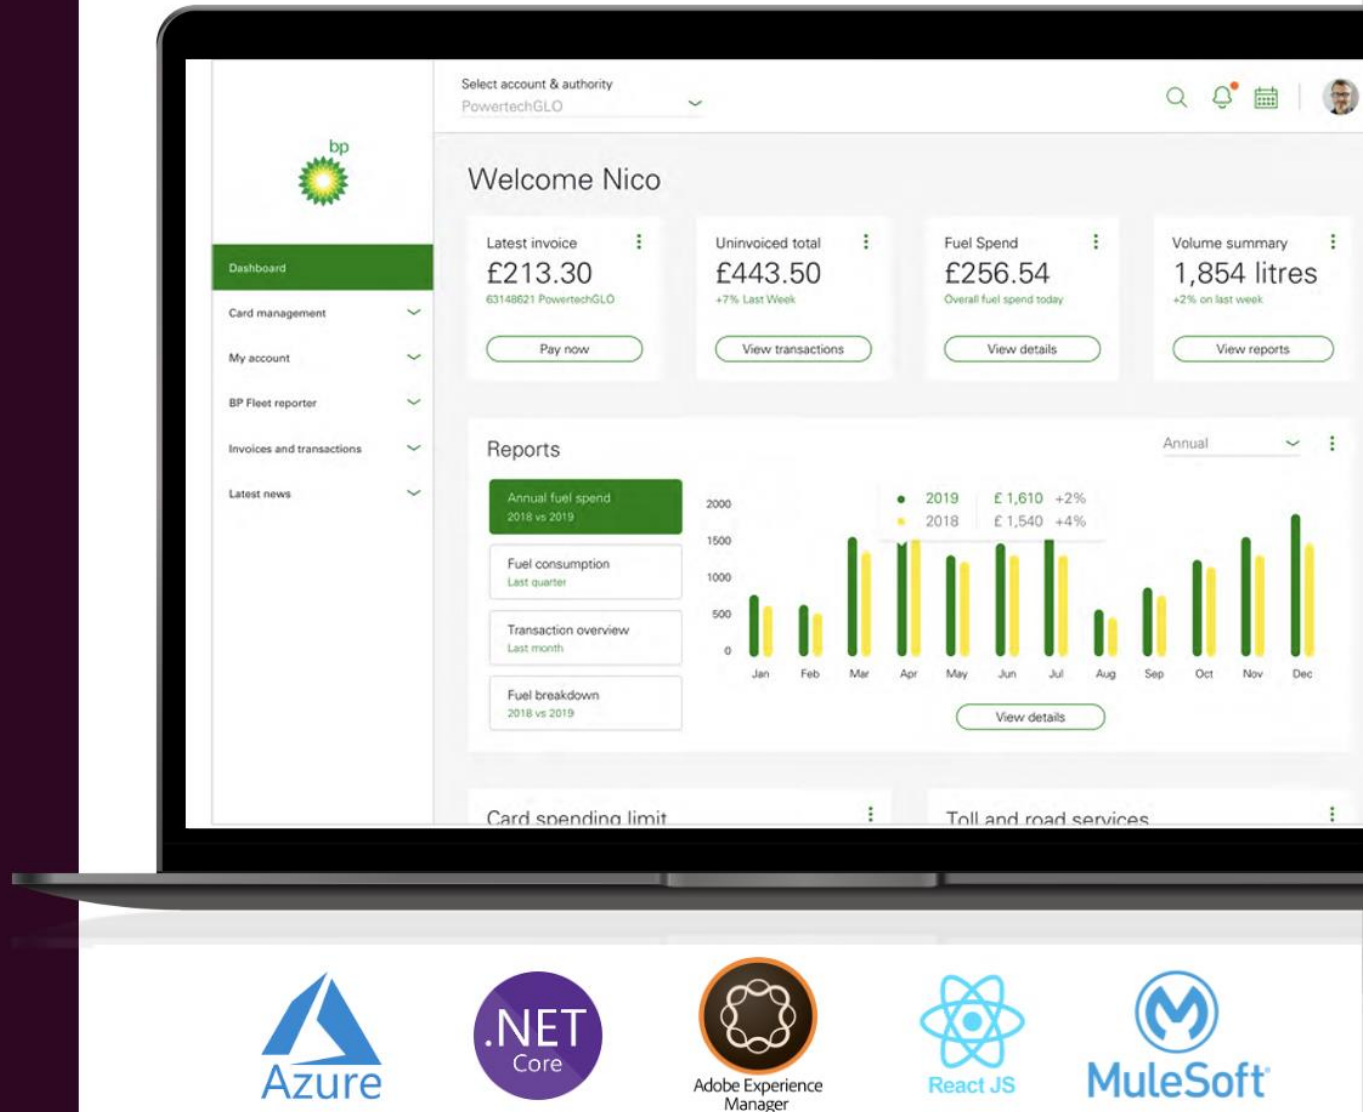 bp
Select account & authority
PowertechGLO
Welcome Nico
Dashboard
Card management
My account
BP Fleet reporter
Invoices and transactions
Latest news
Latest invoice
£213.30
63148621 PowertechGLO
Pay now
Uninvoiced total
£443.50
+7% Last Week
View transactions
Fuel Spend
£256.54
Overall fuel spend today
View details
Volume summary
1,854 litres
+2% on last week
View reports
Reports
Annual
Annual fuel spend
2018 vs 2019
Fuel consumption
Last quarter
Transaction overview
Last month
Fuel breakdown
2018 vs 2019
2019 £ 1,610 +2%
2018 £ 1,540 +4%
2000
1500
1000
500
0
Jan Feb Mar Apr May Jun Jul Aug Sep Oct Nov Dec
View details
Card spending limit
Toll and road services
Azure
.NET
Core
Adobe Experience
Manager
React JS
MuleSoft